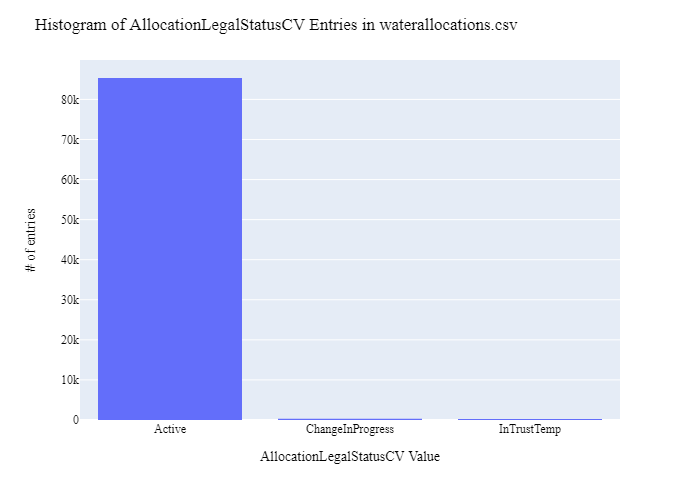 Histogram of AllocationLegalStatusCV Entries in waterallocations.csv
80k
70k
60k
50k
40k
30k
20k
10k
0
# of entries
Active ChangeInProgress InTrustTemp
AllocationLegalStatusCV Value